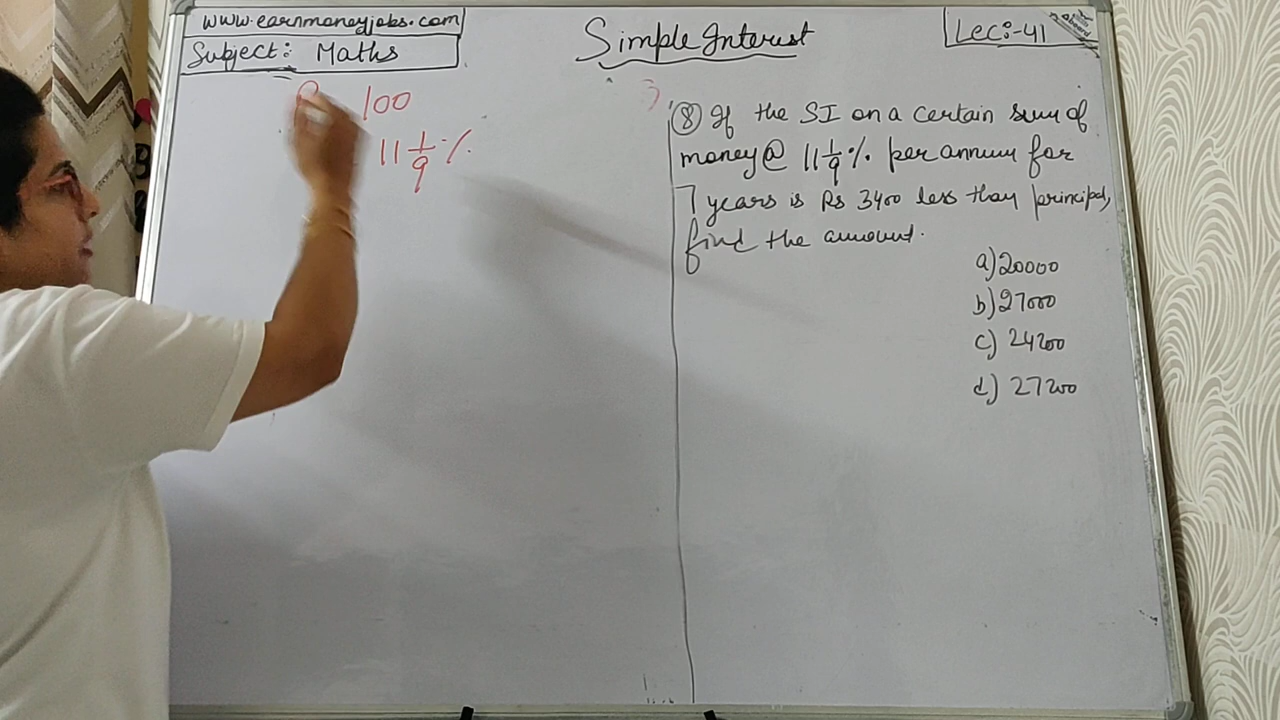 www.earnmoneyjobs.com
Subject: Maths
Simple Interest
Lec:-41
100
11 1/9 %
⑧ If the SI on a certain sum of
money @ 11 1/9 % per annum for
7 years is Rs 3400 less than principal,
find the amount.
a) 20000
b) 27000
c) 24200
d) 27200